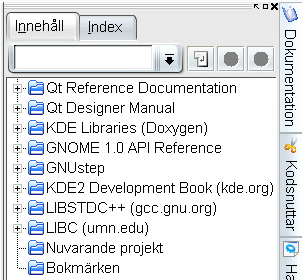 Innehåll
Index
Qt Reference Documentation
Qt Designer Manual
KDE Libraries (Doxygen)
GNOME 1.0 API Reference
GNUstep
KDE2 Development Book (kde.org)
LIBSTDC++ (gcc.gnu.org)
LIBC (umn.edu)
Nuvarande projekt
Bokmärken
Dokumentation
Kodsnuttar